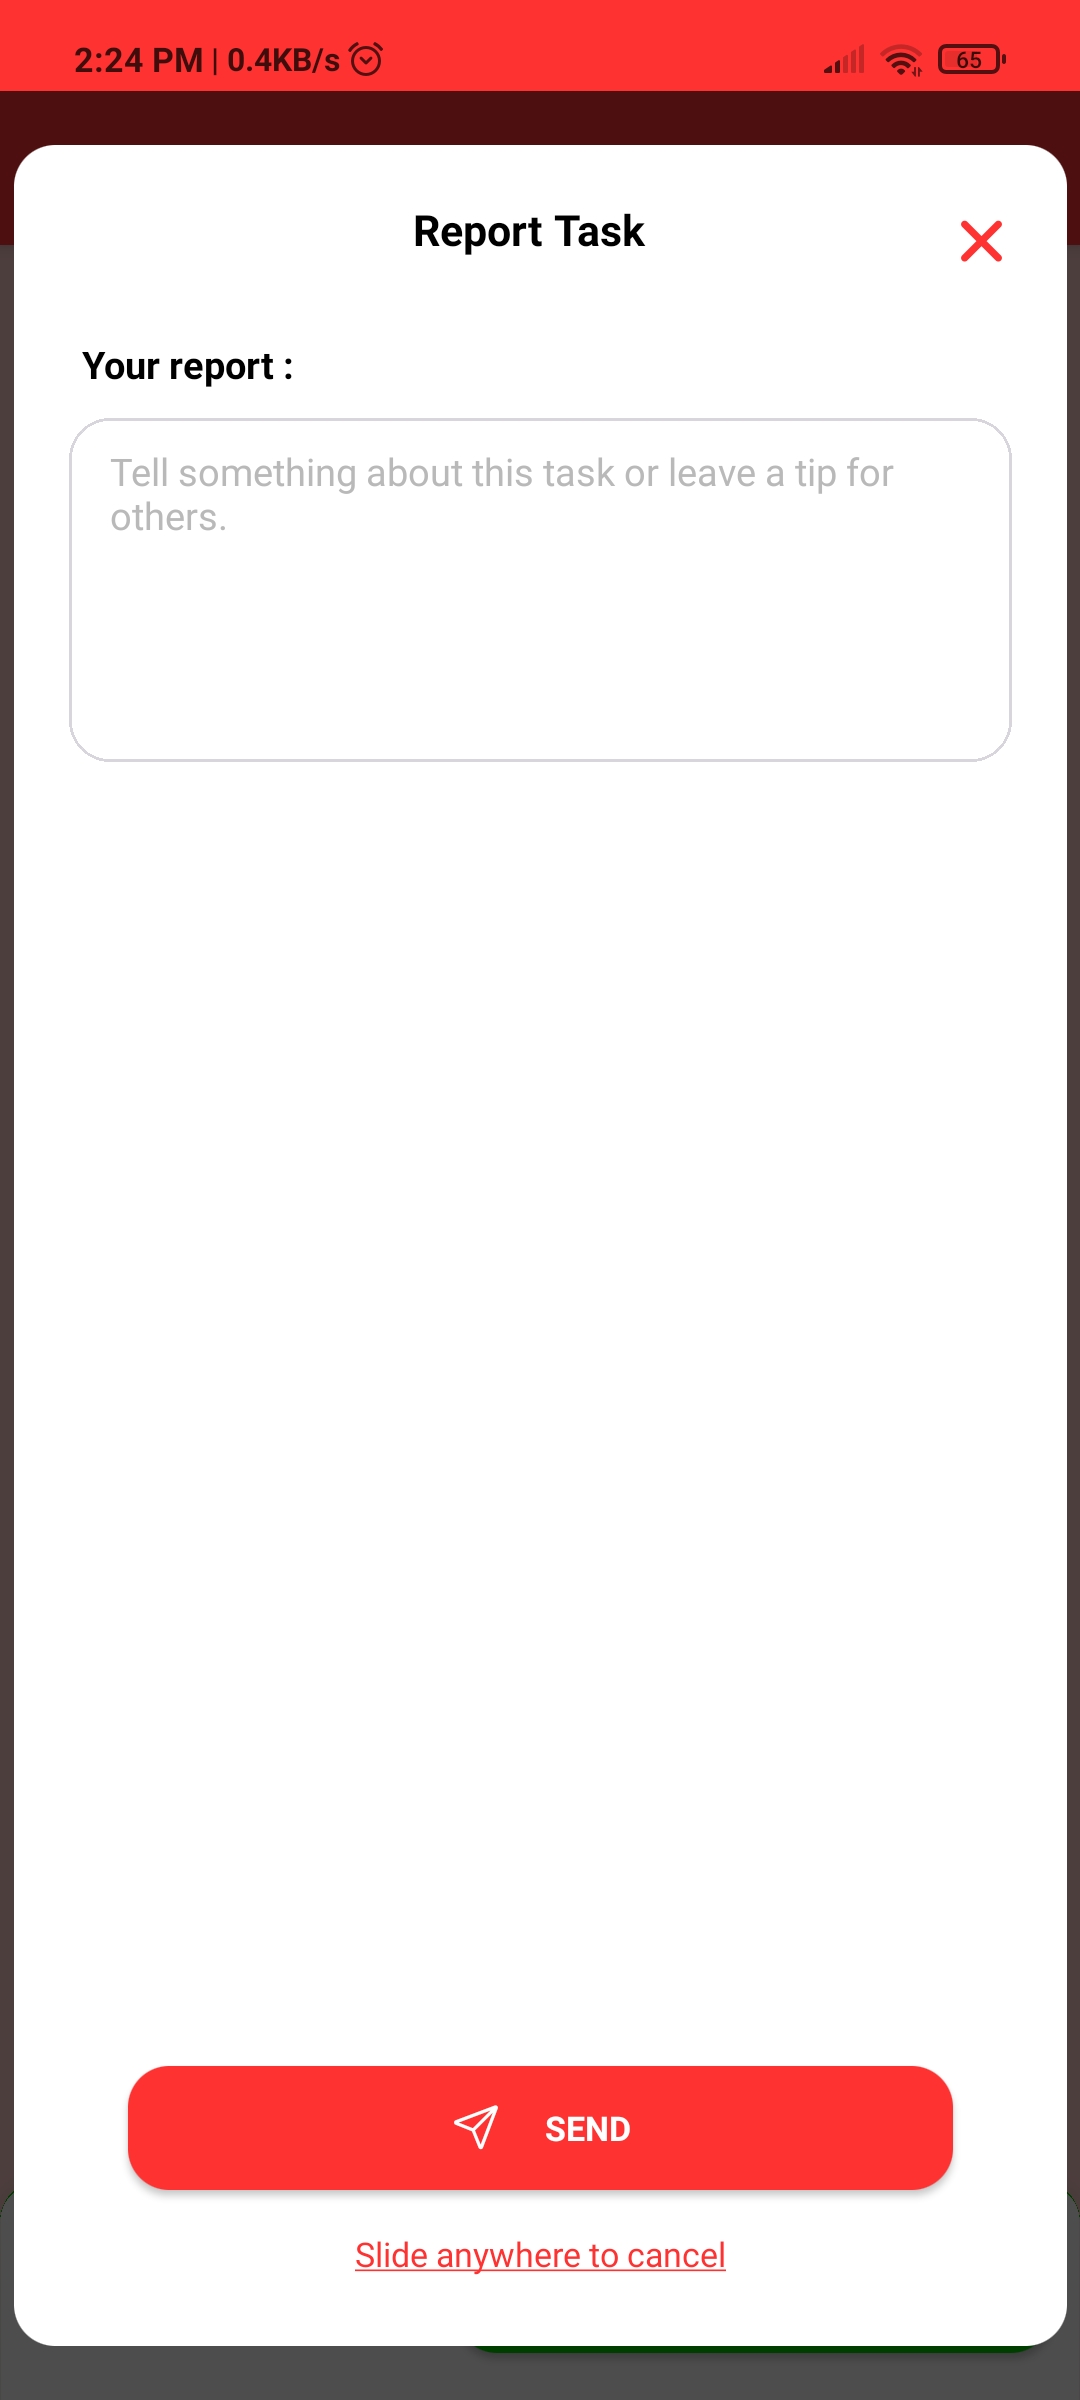 2:24 PM | 0.4KB/s
65
Report Task
Your report :
Tell something about this task or leave a tip for
others.
SEND
Slide anywhere to cancel